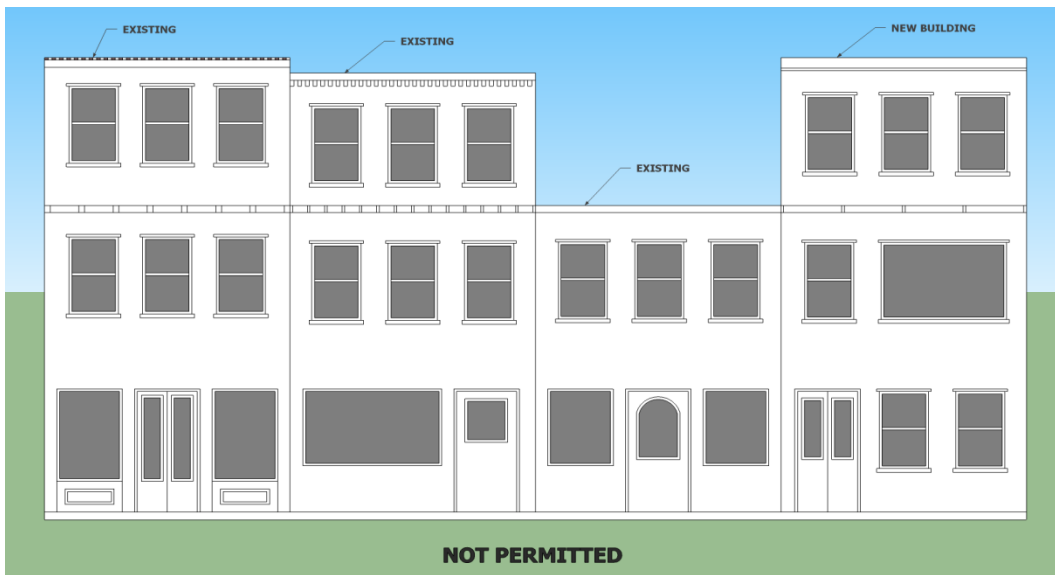 EXISTING
EXISTING
NEW BUILDING
EXISTING
NOT PERMITTED